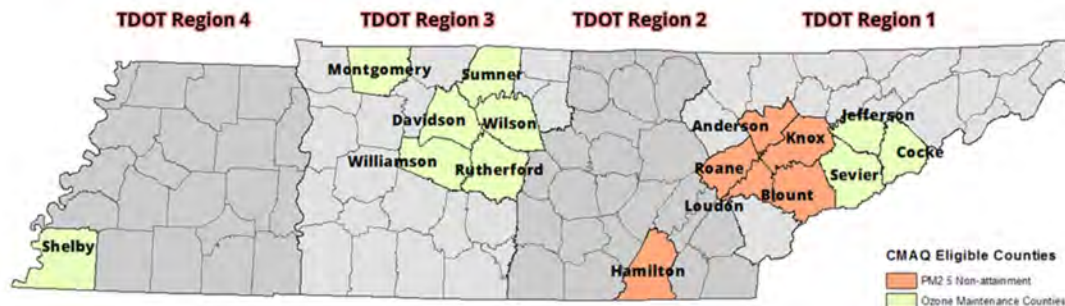 TDOT Region 4 TDOT Region 3 TDOT Region 2 TDOT Region 1
Montgomery
Sumner
Davidson
Wilson
Williamson
Rutherford
Anderson
Knox
Jefferson
Cocke
Roane
Sevier
Blount
Loudon
Shelby
Hamilton
CMAQ Eligible Counties
PM2.5 Non-attainment
Ozone Maintenance Counties